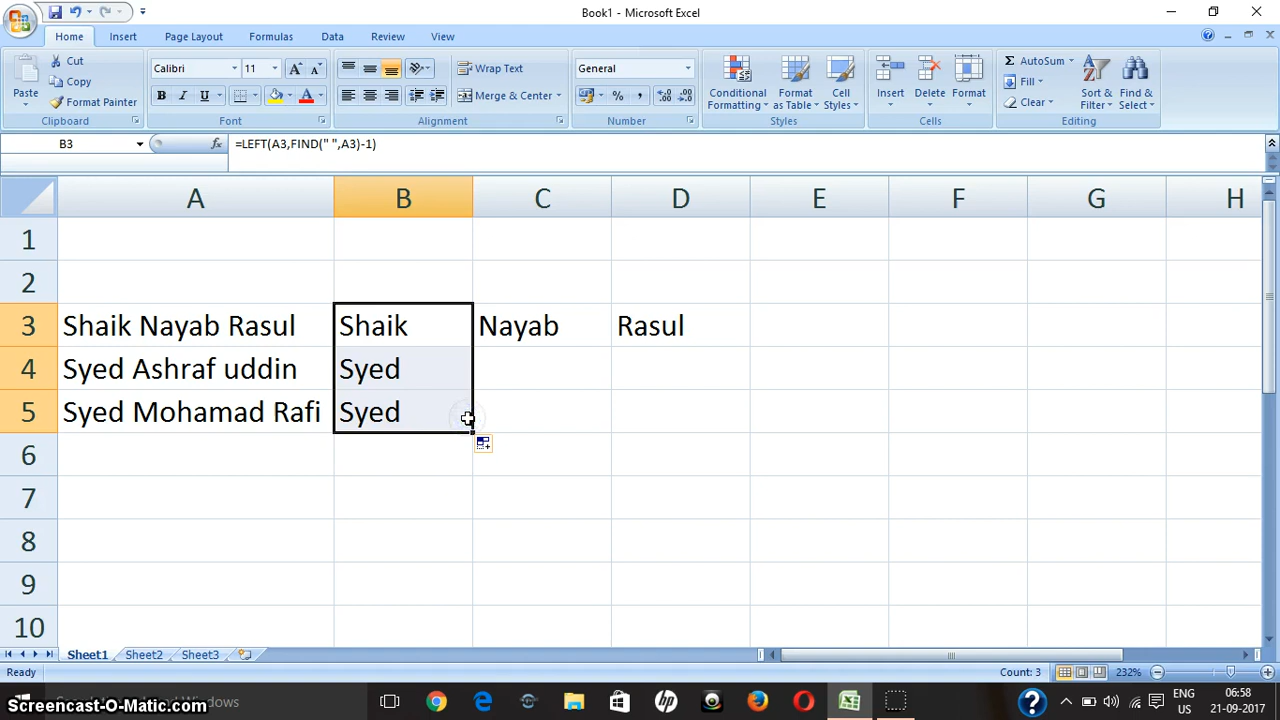 Book1 - Microsoft Excel
Home Insert Page Layout Formulas Data Review View
Paste
Cut
Copy
Format Painter
Clipboard
Calibri 11
B I U
Font
Wrap Text
Merge & Center
Alignment
General
Number
Conditional Formatting
Format as Table
Cell Styles
Styles
Insert Delete Format
Cells
AutoSum
Fill
Clear
Sort & Filter
Find & Select
Editing
B3 fx =LEFT(A3,FIND(" ",A3)-1)
A B C D E F G H
1
2
3 Shaik Nayab Rasul Shaik Nayab Rasul
4 Syed Ashraf uddin Syed
5 Syed Mohamad Rafi Syed
6
7
8
9
10
Sheet1 Sheet2 Sheet3
Ready Count: 3 232%
Screencast-O-Matic.com Windows
ENG 06:58
US 21-09-2017